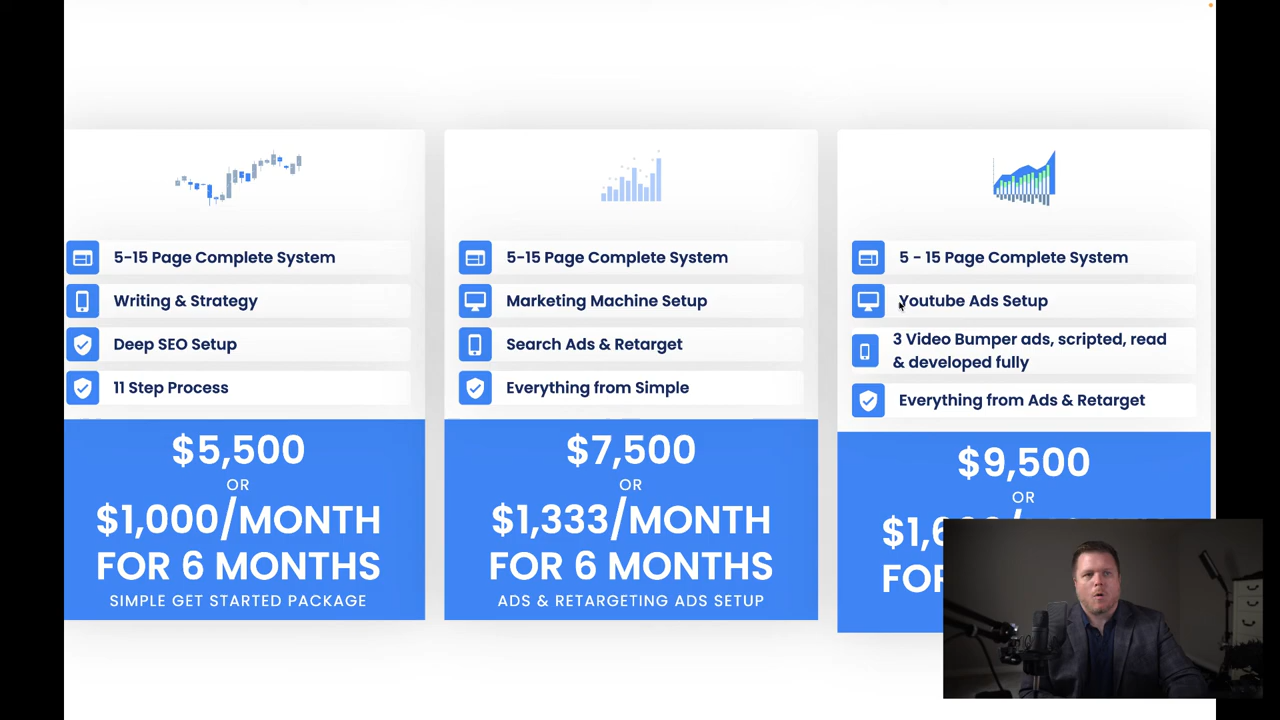 5-15 Page Complete System
Writing & Strategy
Deep SEO Setup
11 Step Process
$5,500
OR
$1,000/MONTH
FOR 6 MONTHS
SIMPLE GET STARTED PACKAGE
5-15 Page Complete System
Marketing Machine Setup
Search Ads & Retarget
Everything from Simple
$7,500
OR
$1,333/MONTH
FOR 6 MONTHS
ADS & RETARGETING ADS SETUP
5 - 15 Page Complete System
Youtube Ads Setup
3 Video Bumper ads, scripted, read
& developed fully
Everything from Ads & Retarget
$9,500
OR